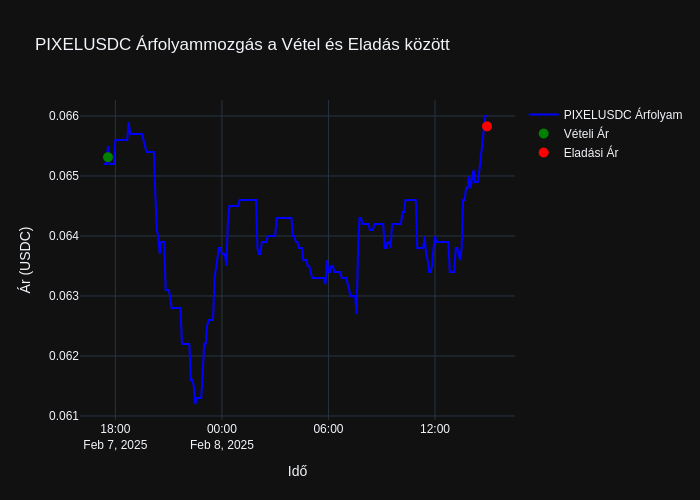 PIXELUSDC Árfolyammozgás a Vétel és Eladás között
PIXELUSDC Árfolyam
Vételi Ár
Eladási Ár
Ár (USDC)
0.066
0.065
0.064
0.063
0.062
0.061
18:00 00:00 06:00 12:00
Feb 7, 2025 Feb 8, 2025
Idő